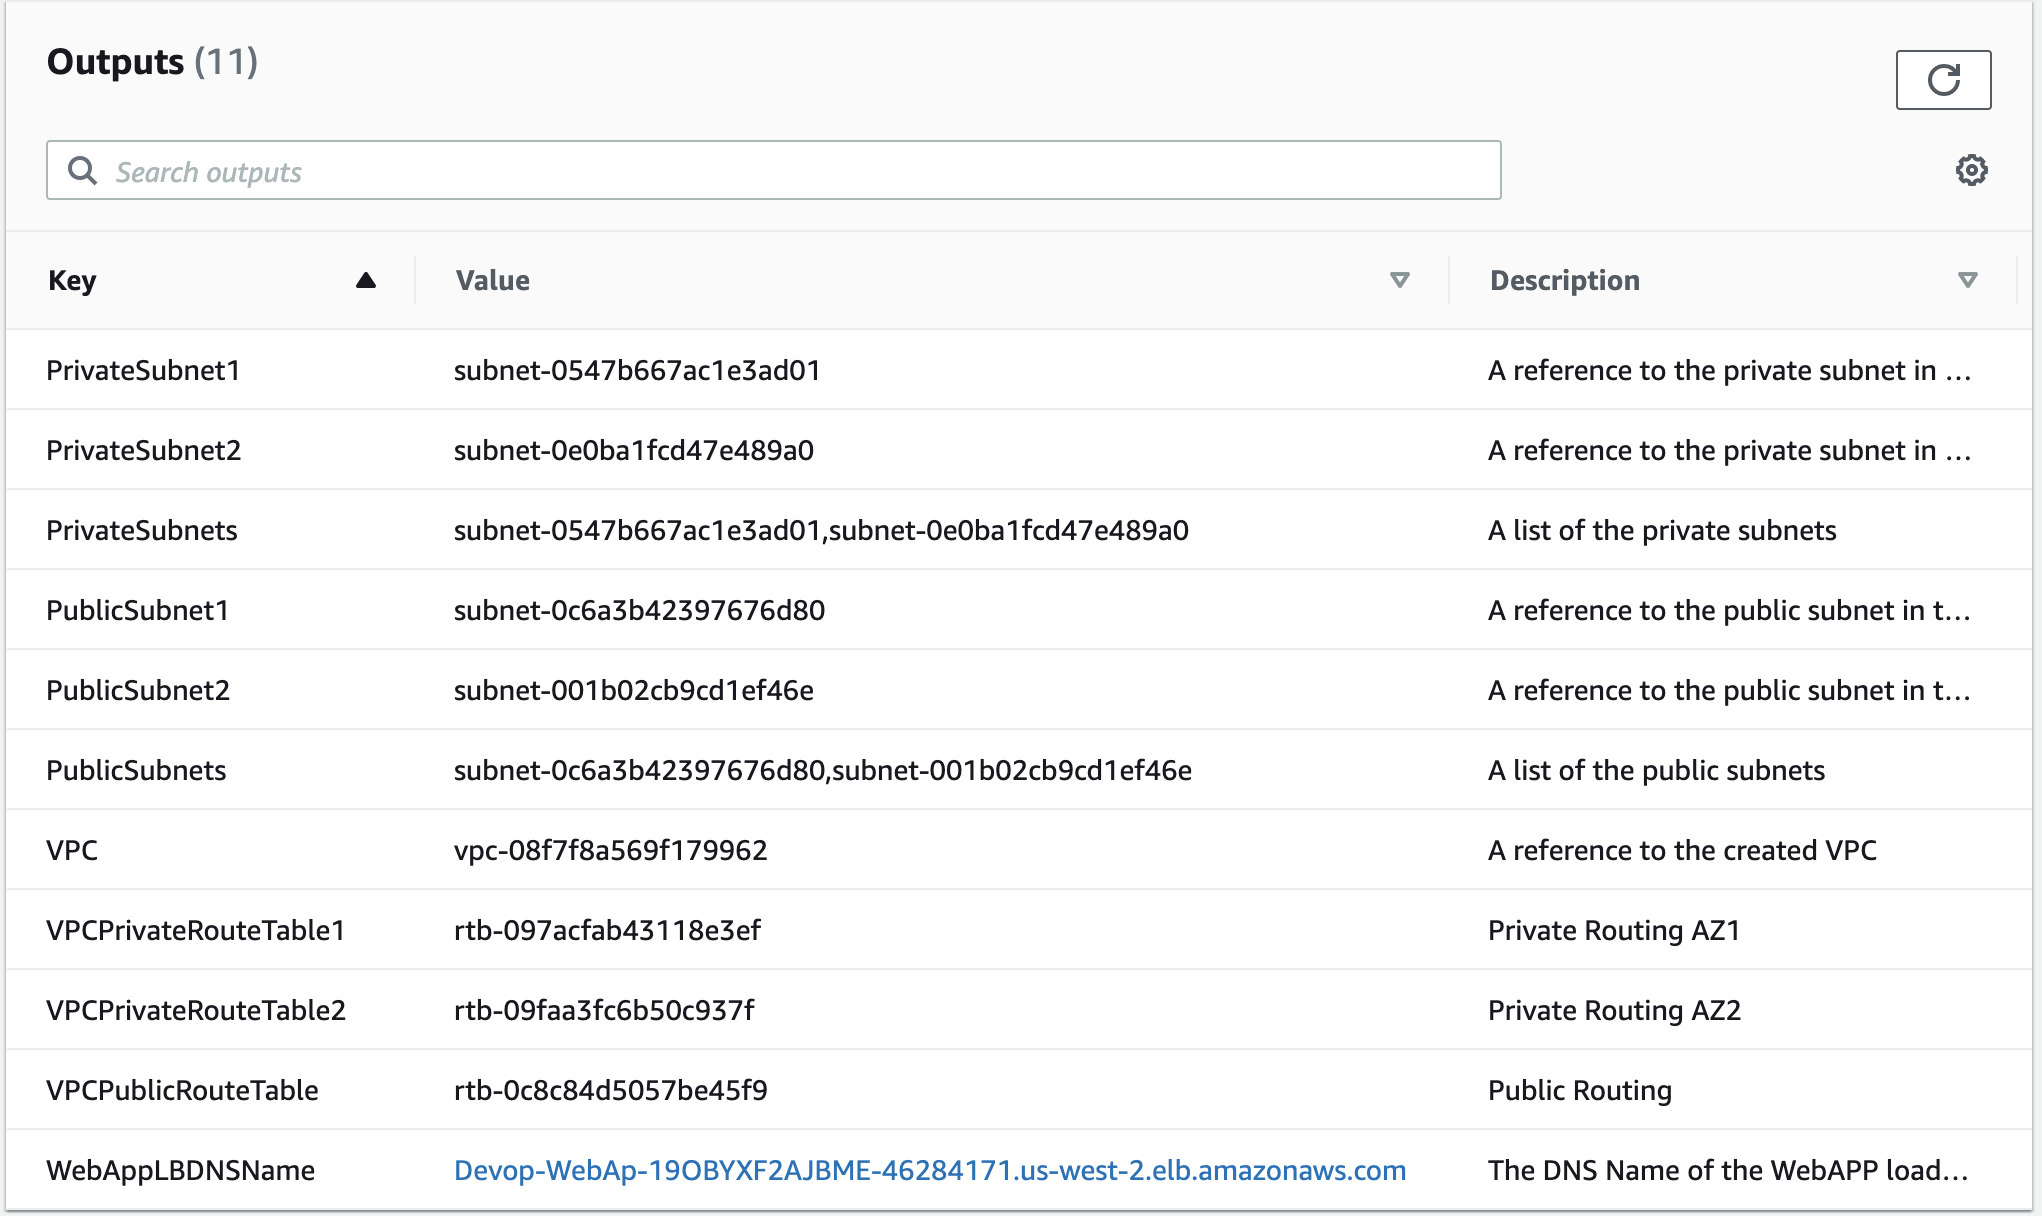 Outputs (11)
Search outputs
Key Value Description
PrivateSubnet1 subnet-0547b667ac1e3ad01 A reference to the private subnet in ...
PrivateSubnet2 subnet-0e0ba1fcd47e489a0 A reference to the private subnet in ...
PrivateSubnets subnet-0547b667ac1e3ad01,subnet-0e0ba1fcd47e489a0 A list of the private subnets
PublicSubnet1 subnet-0c6a3b42397676d80 A reference to the public subnet in t...
PublicSubnet2 subnet-001b02cb9cd1ef46e A reference to the public subnet in t...
PublicSubnets subnet-0c6a3b42397676d80,subnet-001b02cb9cd1ef46e A list of the public subnets
VPC vpc-08f7f8a569f179962 A reference to the created VPC
VPCPrivateRouteTable1 rtb-097acfab43118e3ef Private Routing AZ1
VPCPrivateRouteTable2 rtb-09faa3fc6b50c937f Private Routing AZ2
VPCPublicRouteTable rtb-0c8c84d5057be45f9 Public Routing
WebAppLBDNSName Devop-WebAp-19OBYXF2AJBME-46284171.us-west-2.elb.amazonaws.com The DNS Name of the WebAPP load...